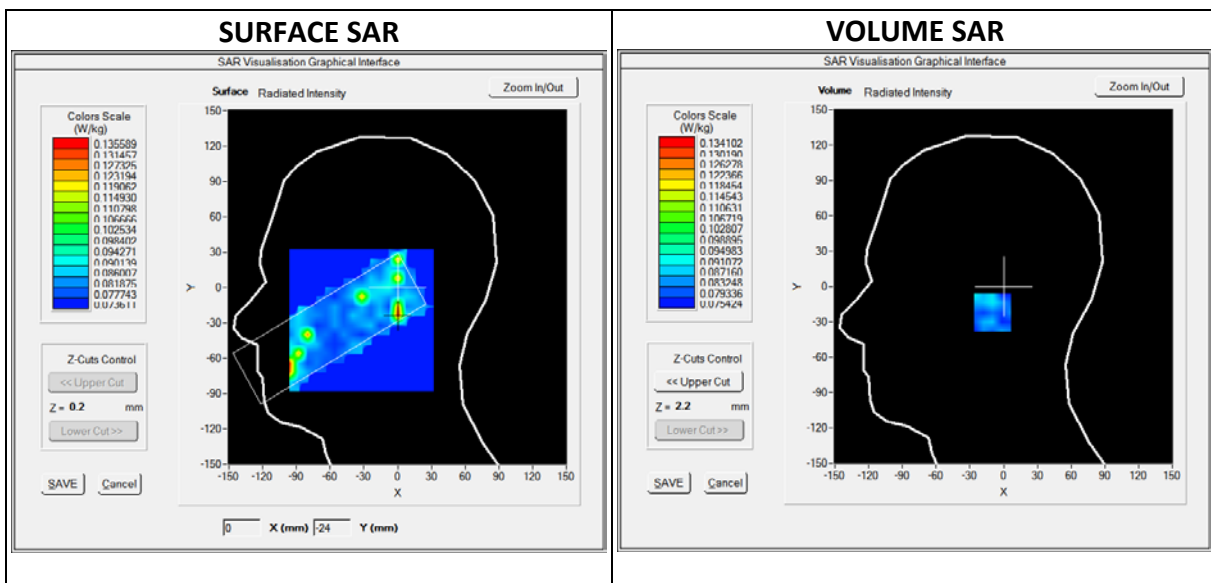 SURFACE SAR
SAR Visualisation Graphical Interface
Surface Radiated Intensity
Zoom In/Out
Colors Scale
(W/kg)
0.135589
0.131457
0.127325
0.123194
0.119062
0.114930
0.110798
0.106666
0.102534
0.098402
0.094271
0.090139
0.086007
0.081875
0.077743
0.073611
Z-Cuts Control
<< Upper Cut
Z = 0.2 mm
Lower Cut >>
SAVE Cancel
150
120
90
60
30
0
-30
-60
-90
-120
-150
Y
-150 -120 -90 -60 -30 0 30 60 90 120 150
X
0 X (mm) -24 Y (mm)
VOLUME SAR
SAR Visualisation Graphical Interface
Volume Radiated Intensity
Zoom In/Out
Colors Scale
(W/kg)
0.134102
0.130190
0.126278
0.122366
0.118454
0.114543
0.110631
0.106719
0.102807
0.098895
0.094983
0.091072
0.087160
0.083248
0.079336
0.075424
Z-Cuts Control
<< Upper Cut
Z = 2.2 mm
Lower Cut >>
SAVE Cancel
150
120
90
60
30
0
-30
-60
-90
-120
-150
Y
-150 -120 -90 -60 -30 0 30 60 90 120 150
X